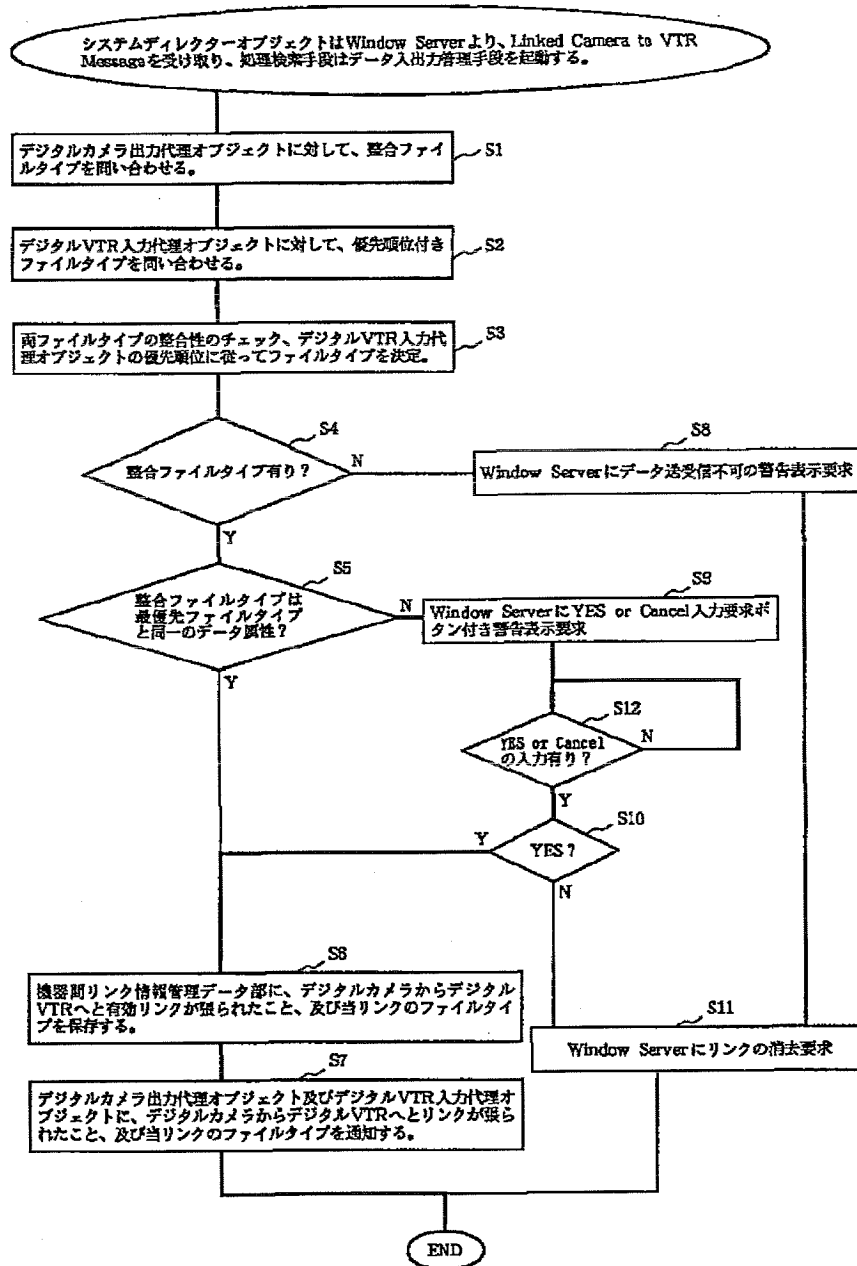 システムディレクターオブジェクトはWindow Serverより、Linked Camera to VTR
Messageを受け取り、処理検索手段はデータ入出力管理手段を起動する。
S1
デジタルカメラ出力代理オブジェクトに対して、整合ファイ
ルタイプを問い合わせる。
S2
デジタルVTR入力代理オブジェクトに対して、優先順位付き
ファイルタイプを問い合わせる。
S3
両ファイルタイプの整合性のチェック、デジタルVTR入力代
理オブジェクトの優先順位に従ってファイルタイプを決定。
S4
整合ファイルタイプ有り?
N
Y
S8
Window Serverにデータ送受信不可の警告表示要求
S5
整合ファイルタイプは
最優先ファイルタイプ
と同一のデータ属性?
N
Y
S9
Window ServerにYES or Cancel入力要求ボ
タン付き警告表示要求
S12
YES or Cancel
の入力有り?
N
Y
S10
YES?
Y
N
S6
機器間リンク情報管理データ部に、デジタルカメラからデジタル
VTRへと有効リンクが張られたこと、及び当リンクのファイルタイ
プを保存する。
S11
Window Serverにリンクの消去要求
S7
デジタルカメラ出力代理オブジェクト及びデジタルVTR入力代理オ
ブジェクトに、デジタルカメラからデジタルVTRへとリンクが張
られたこと、及び当リンクのファイルタイプを通知する。
END